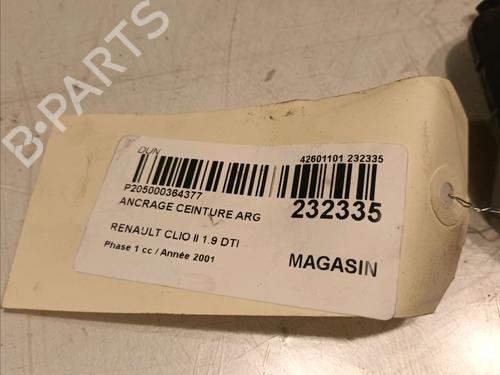 B-PARTS
DUN
42601101 232335
P205000364377
ANCRAGE CEINTURE ARG
232335
RENAULT CLIO II 1.9 DTI
Phase 1 cc / Année 2001
MAGASIN